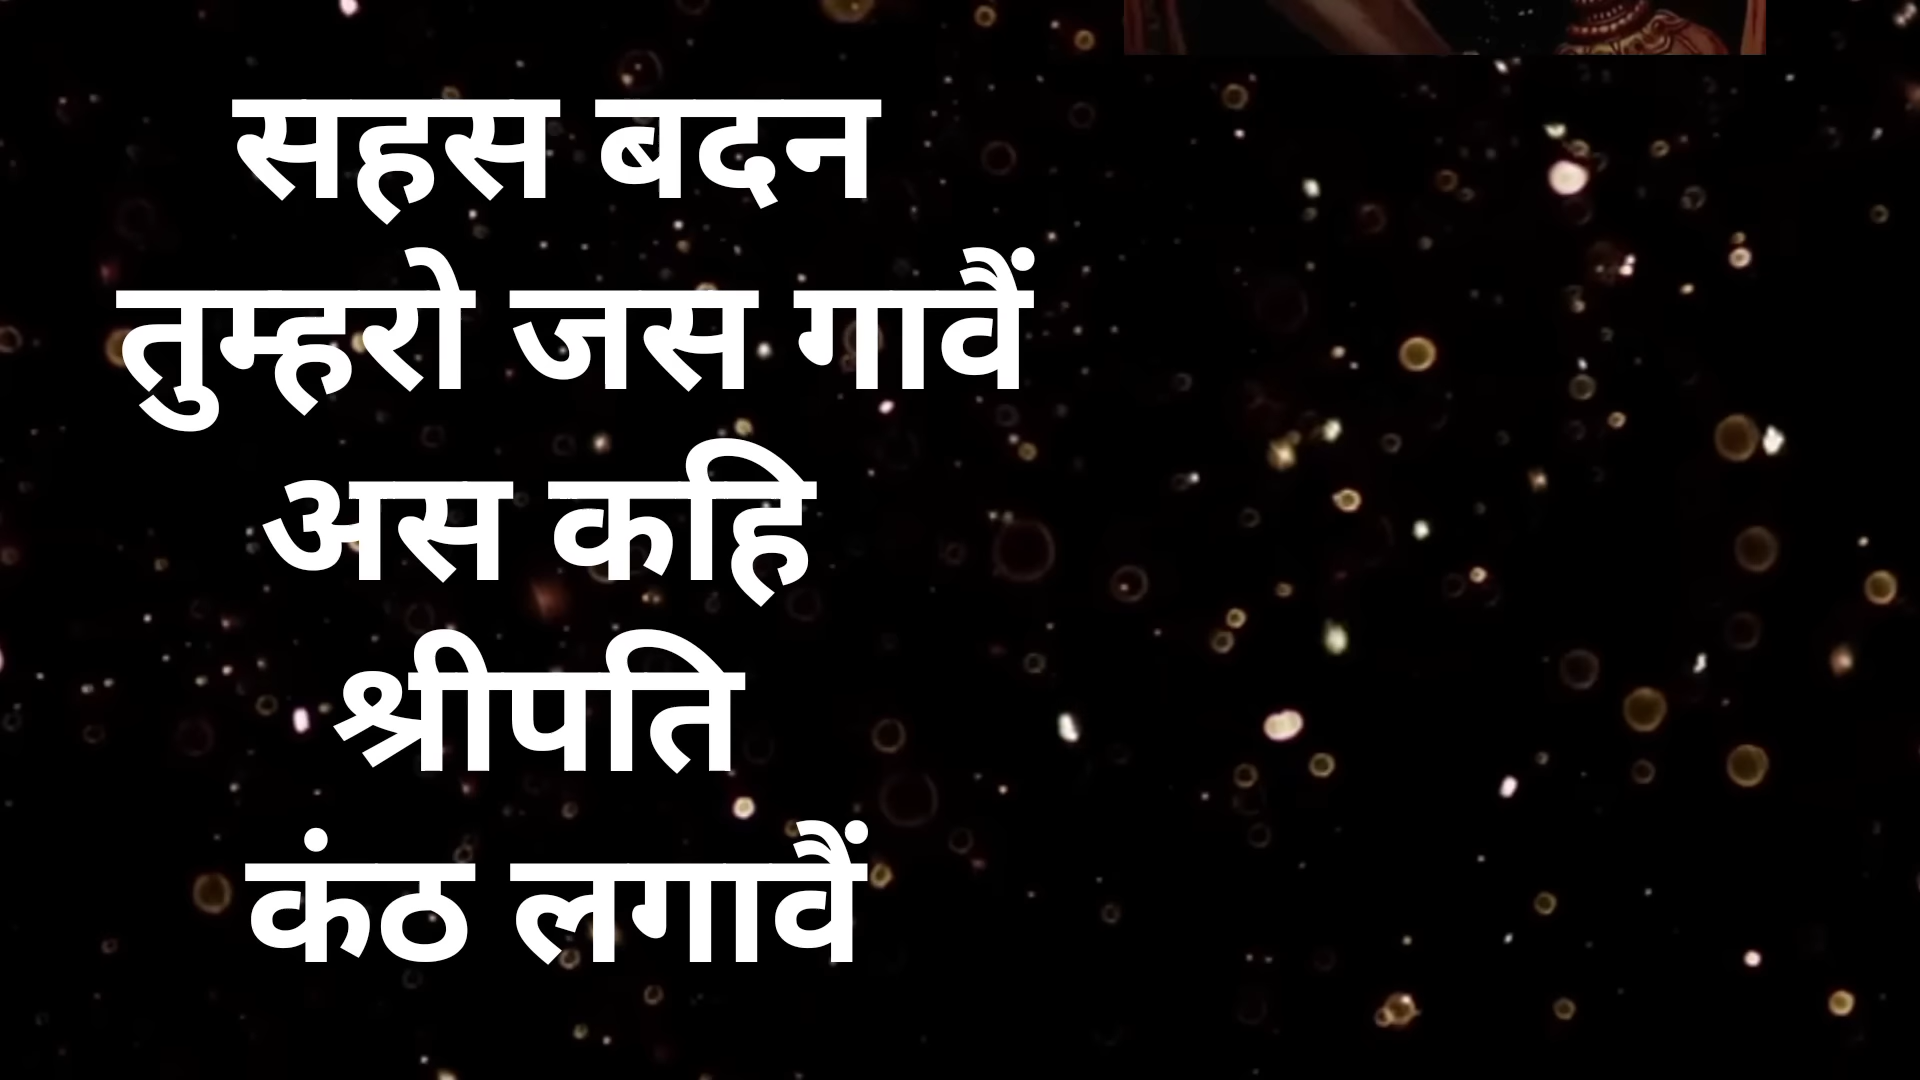 सहस बदन
तुम्हरो जस गावैं
अस कहि
श्रीपति
कंठ लगावैं